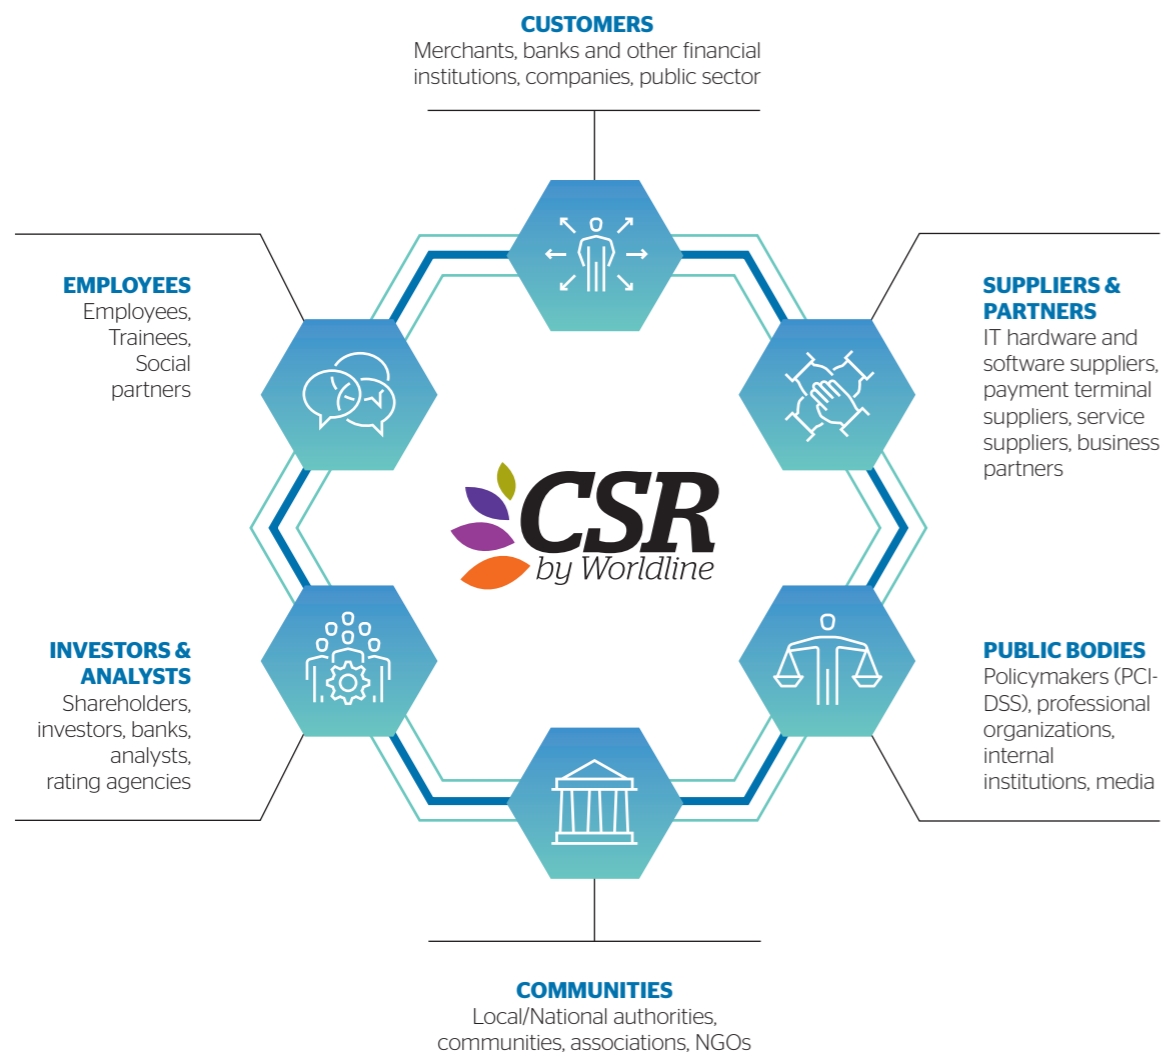 CUSTOMERS
Merchants, banks and other financial
institutions, companies, public sector
EMPLOYEES
Employees,
Trainees,
Social
partners
SUPPLIERS &
PARTNERS
IT hardware and
software suppliers,
payment terminal
suppliers, service
suppliers, business
partners
CSR
by Worldline
INVESTORS &
ANALYSTS
Shareholders,
investors, banks,
analysts,
rating agencies
PUBLIC BODIES
Policymakers (PCI-
DSS), professional
organizations,
internal
institutions, media
COMMUNITIES
Local/National authorities,
communities, associations, NGOs